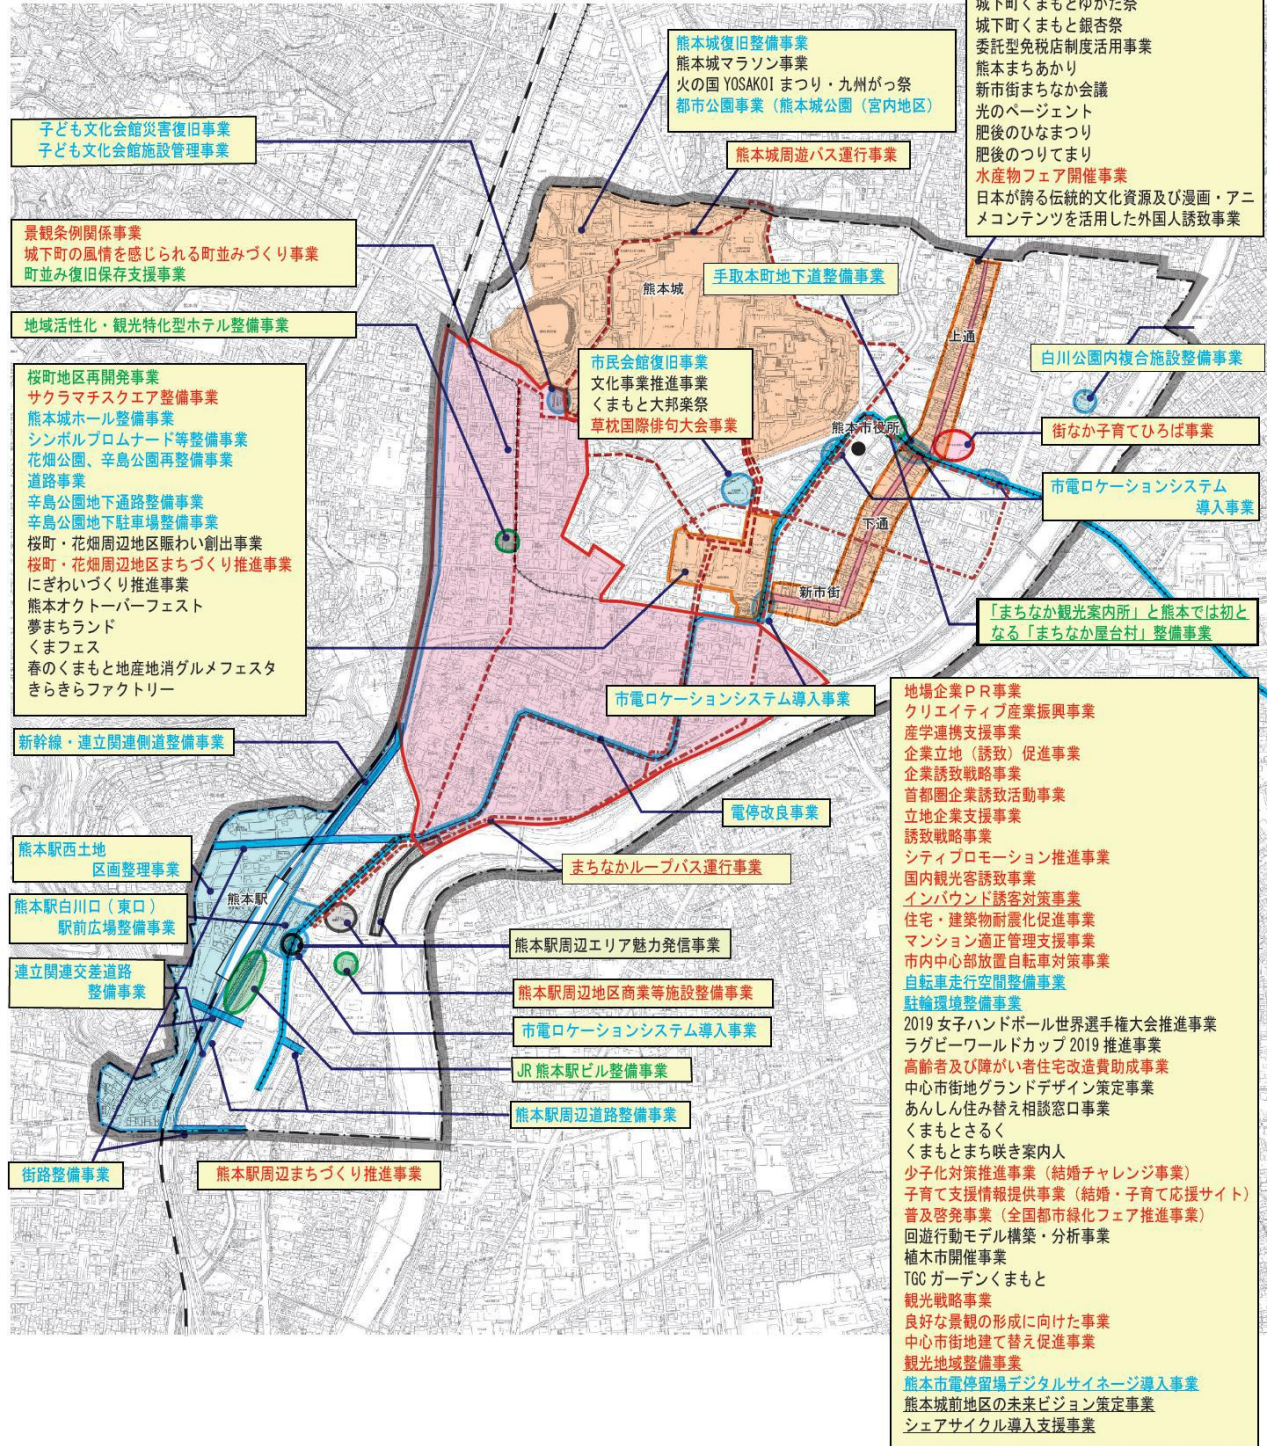 城下町くまもとゆかた祭
城下町くまもと銀杏祭
委託型免税店制度活用事業
熊本まちあかり
新市街まちなか会議
光のページェント
肥後のひなまつり
肥後のつりてまり
水産物フェア開催事業
日本が誇る伝統的文化資源及び漫画・アニ
メコンテンツを活用した外国人誘致事業
熊本城復旧整備事業
熊本城マラソン事業
火の国 YOSAKOI まつり・九州がっ祭
都市公園事業（熊本城公園（宮内地区）
子ども文化会館災害復旧事業
子ども文化会館施設管理事業
熊本城周遊バス運行事業
景観条例関係事業
城下町の風情を感じられる町並みづくり事業
町並み復旧保存支援事業
手取本町地下道整備事業
熊本城
地域活性化・観光特化型ホテル整備事業
上通
市民会館復旧事業
文化事業推進事業
くまもと大邦楽祭
草枕国際俳句大会事業
白川公園内複合施設整備事業
桜町地区再開発事業
サクラマチスクエア整備事業
熊本城ホール整備事業
シンボルプロムナード等整備事業
花畑公園、辛島公園再整備事業
道路事業
辛島公園地下通路整備事業
辛島公園地下駐車場整備事業
桜町・花畑周辺地区賑わい創出事業
桜町・花畑周辺地区まちづくり推進事業
にぎわいづくり推進事業
熊本オクトーバーフェスト
夢まちランド
くまフェス
春のくまもと地産地消グルメフェスタ
きらきらファクトリー
熊本市役所
街なか子育てひろば事業
市電ロケーションシステム
導入事業
下通
新市街
「まちなか観光案内所」と熊本では初と
なる「まちなか屋台村」整備事業
市電ロケーションシステム導入事業
新幹線・連立関連側道整備事業
電停改良事業
熊本駅西土地
区画整理事業
まちなかループバス運行事業
熊本駅
熊本駅白川口（東口）
駅前広場整備事業
熊本駅周辺エリア魅力発信事業
連立関連交差道路
整備事業
熊本駅周辺地区商業等施設整備事業
市電ロケーションシステム導入事業
JR 熊本駅ビル整備事業
熊本駅周辺道路整備事業
街路整備事業
熊本駅周辺まちづくり推進事業
地場企業ＰＲ事業
クリエイティブ産業振興事業
産学連携支援事業
企業立地（誘致）促進事業
企業誘致戦略事業
首都圏企業誘致活動事業
立地企業支援事業
誘致戦略事業
シティプロモーション推進事業
国内観光客誘致事業
インバウンド誘客対策事業
住宅・建築物耐震化促進事業
マンション適正管理支援事業
市内中心部放置自転車対策事業
自転車走行空間整備事業
駐輪環境整備事業
2019 女子ハンドボール世界選手権大会推進事業
ラグビーワールドカップ 2019 推進事業
高齢者及び障がい者住宅改造費助成事業
中心市街地グランドデザイン策定事業
あんしん住み替え相談窓口事業
くまもとさるく
くまもとまち咲き案内人
少子化対策推進事業（結婚チャレンジ事業）
子育て支援情報提供事業（結婚・子育て応援サイト）
普及啓発事業（全国都市緑化フェア推進事業）
回遊行動モデル構築・分析事業
植木市開催事業
TGC ガーデンくまもと
観光戦略事業
良好な景観の形成に向けた事業
中心市街地建て替え促進事業
観光地域整備事業
熊本市電停留場デジタルサイネージ導入事業
熊本城前地区の未来ビジョン策定事業
シェアサイクル導入支援事業